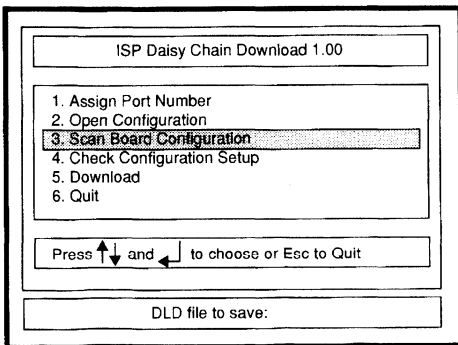 ISP Daisy Chain Download 1.00
1. Assign Port Number
2. Open Configuration
3. Scan Board Configuration
4. Check Configuration Setup
5. Download
6. Quit
Press ↑↓ and ↵ to choose or Esc to Quit
DLD file to save: